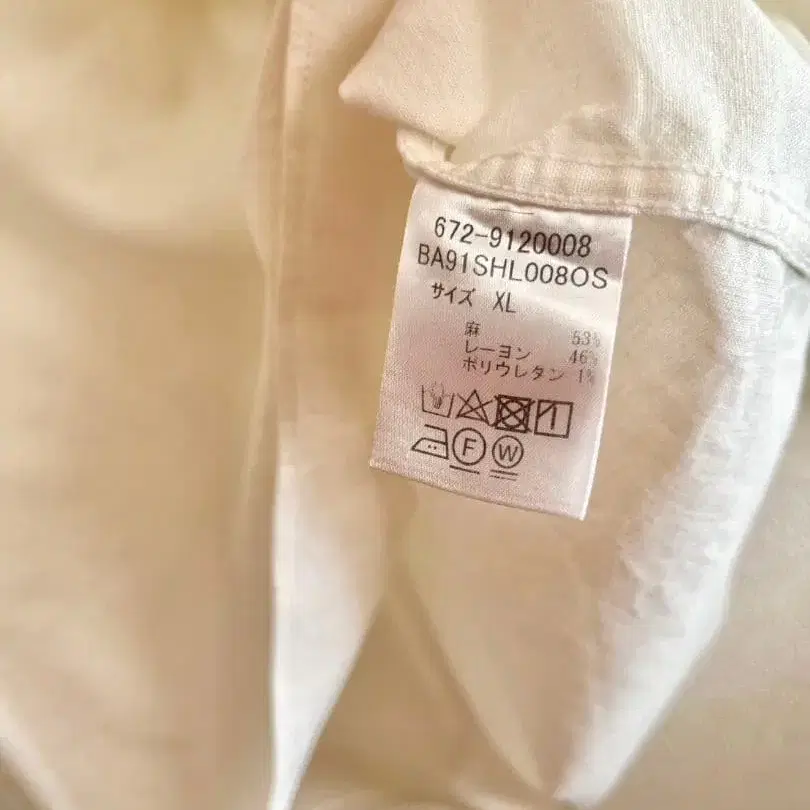 672-9120008
BA91SHL008OS
サイズ XL
麻 53%
レーヨン 46%
ポリウレタン 1%
F W